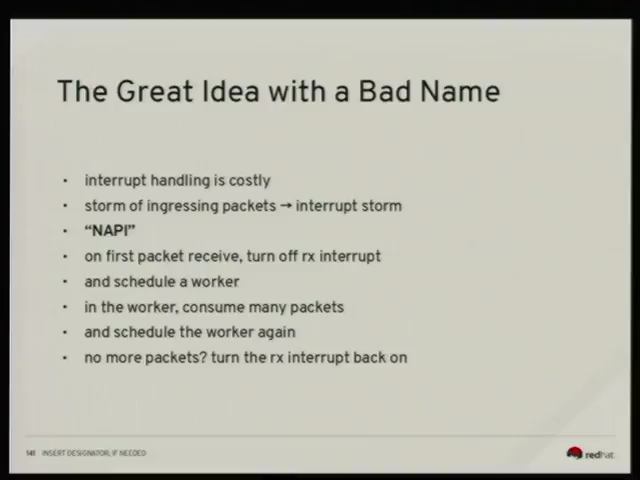 The Great Idea with a Bad Name
• interrupt handling is costly
• storm of ingressing packets → interrupt storm
• “NAPI”
• on first packet receive, turn off rx interrupt
• and schedule a worker
• in the worker, consume many packets
• and schedule the worker again
• no more packets? turn the rx interrupt back on
141 INSERT DESIGNATOR, IF NEEDED
redhat